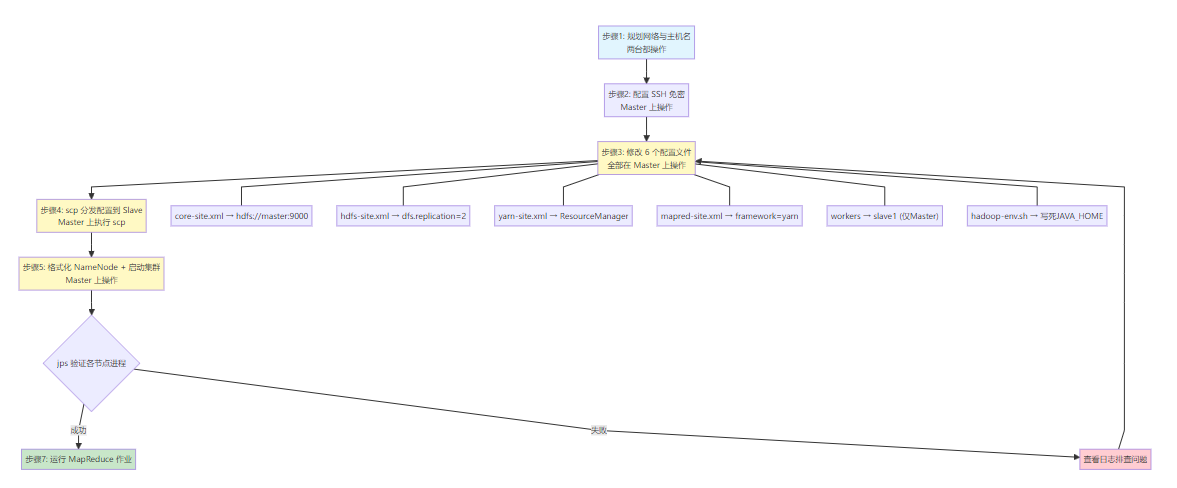 步骤1: 规划网络与主机名
两台都操作
步骤2: 配置 SSH 免密
Master 上操作
步骤3: 修改 6 个配置文件
全部在 Master 上操作
步骤4: scp 分发配置到 Slave
Master 上执行 scp
core-site.xml → hdfs://master:9000
hdfs-site.xml → dfs.replication=2
yarn-site.xml → ResourceManager
mapred-site.xml → framework=yarn
workers → slave1 (仅Master)
hadoop-env.sh → 写死JAVA_HOME
步骤5: 格式化 NameNode + 启动集群
Master 上操作
jps 验证各节点进程
成功
失败
步骤7: 运行 MapReduce 作业
查看日志排查问题